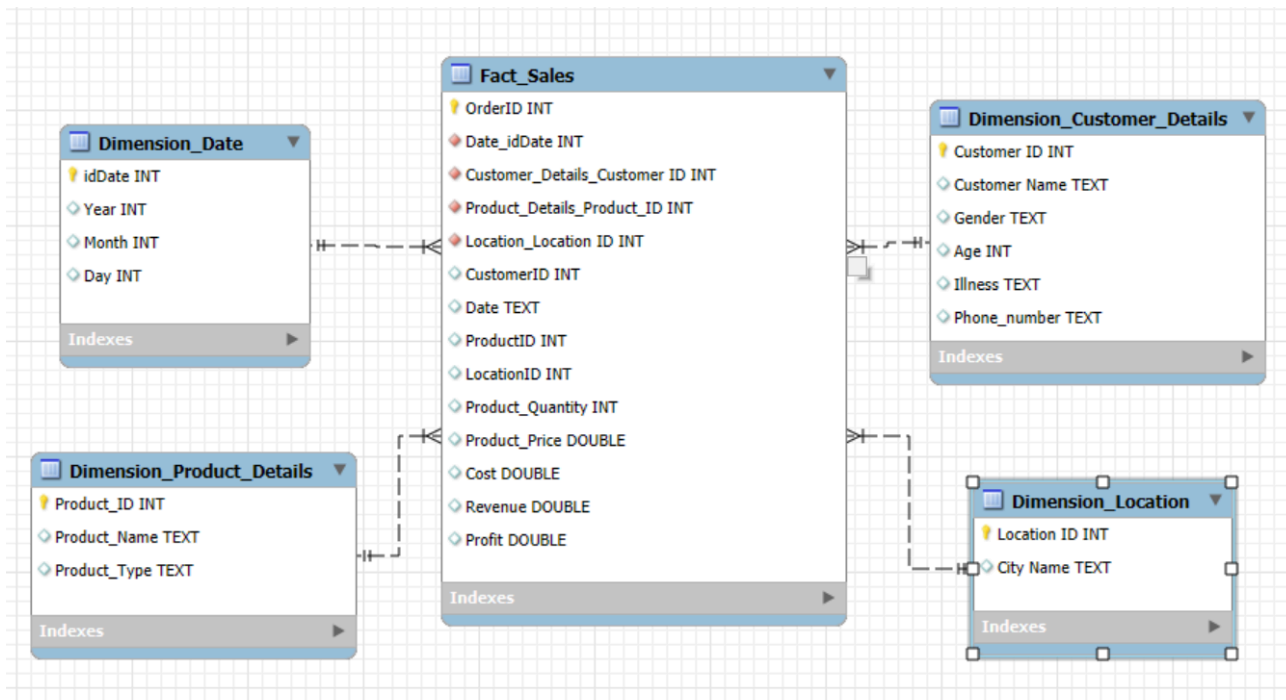 Dimension_Date
idDate INT
Year INT
Month INT
Day INT
Indexes
Dimension_Product_Details
Product_ID INT
Product_Name TEXT
Product_Type TEXT
Indexes
Fact_Sales
OrderID INT
Date_idDate INT
Customer_Details_Customer ID INT
Product_Details_Product_ID INT
Location_Location ID INT
CustomerID INT
Date TEXT
ProductID INT
LocationID INT
Product_Quantity INT
Product_Price DOUBLE
Cost DOUBLE
Revenue DOUBLE
Profit DOUBLE
Indexes
Dimension_Customer_Details
Customer ID INT
Customer Name TEXT
Gender TEXT
Age INT
Illness TEXT
Phone_number TEXT
Indexes
Dimension_Location
Location ID INT
City Name TEXT
Indexes